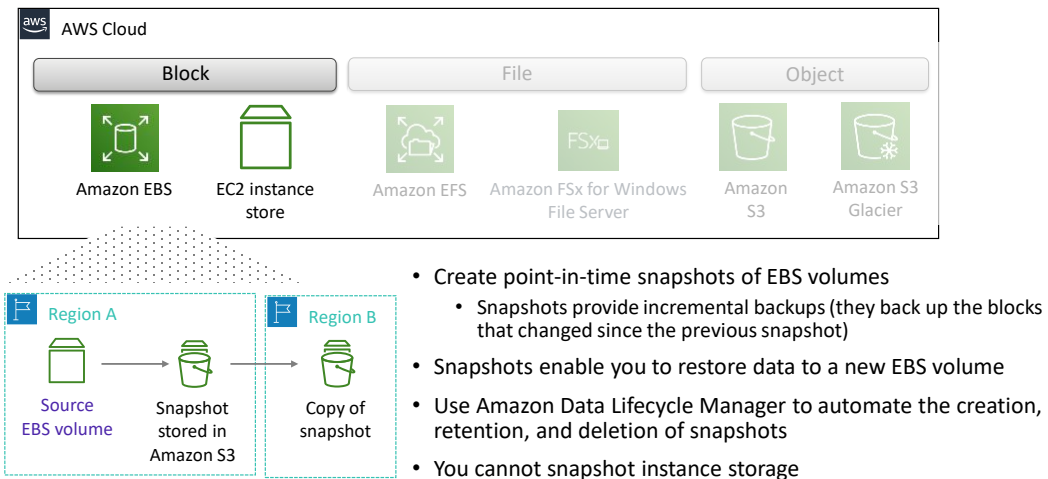 aws
AWS Cloud
Block
File
Object
Amazon EBS
EC2 instance
store
Amazon EFS
FSx
Amazon FSx for Windows
File Server
Amazon
S3
Amazon S3
Glacier
Region A
Source
EBS volume
Snapshot
stored in
Amazon S3
Region B
Copy of
snapshot
• Create point-in-time snapshots of EBS volumes
• Snapshots provide incremental backups (they back up the blocks
that changed since the previous snapshot)
• Snapshots enable you to restore data to a new EBS volume
• Use Amazon Data Lifecycle Manager to automate the creation,
retention, and deletion of snapshots
• You cannot snapshot instance storage